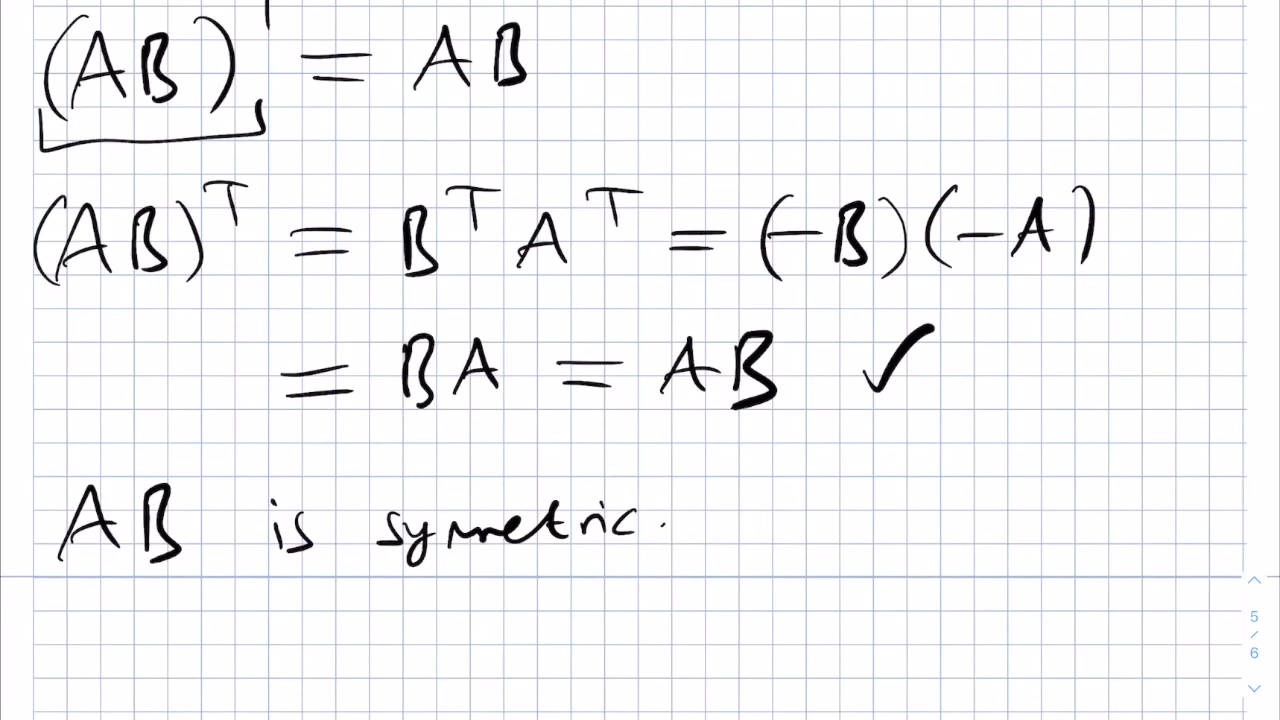 (AB)ᵀ = AB
(AB)ᵀ = BᵀAᵀ = (-B)(-A)
= BA = AB ✓
AB is symmetric.
5
/
6